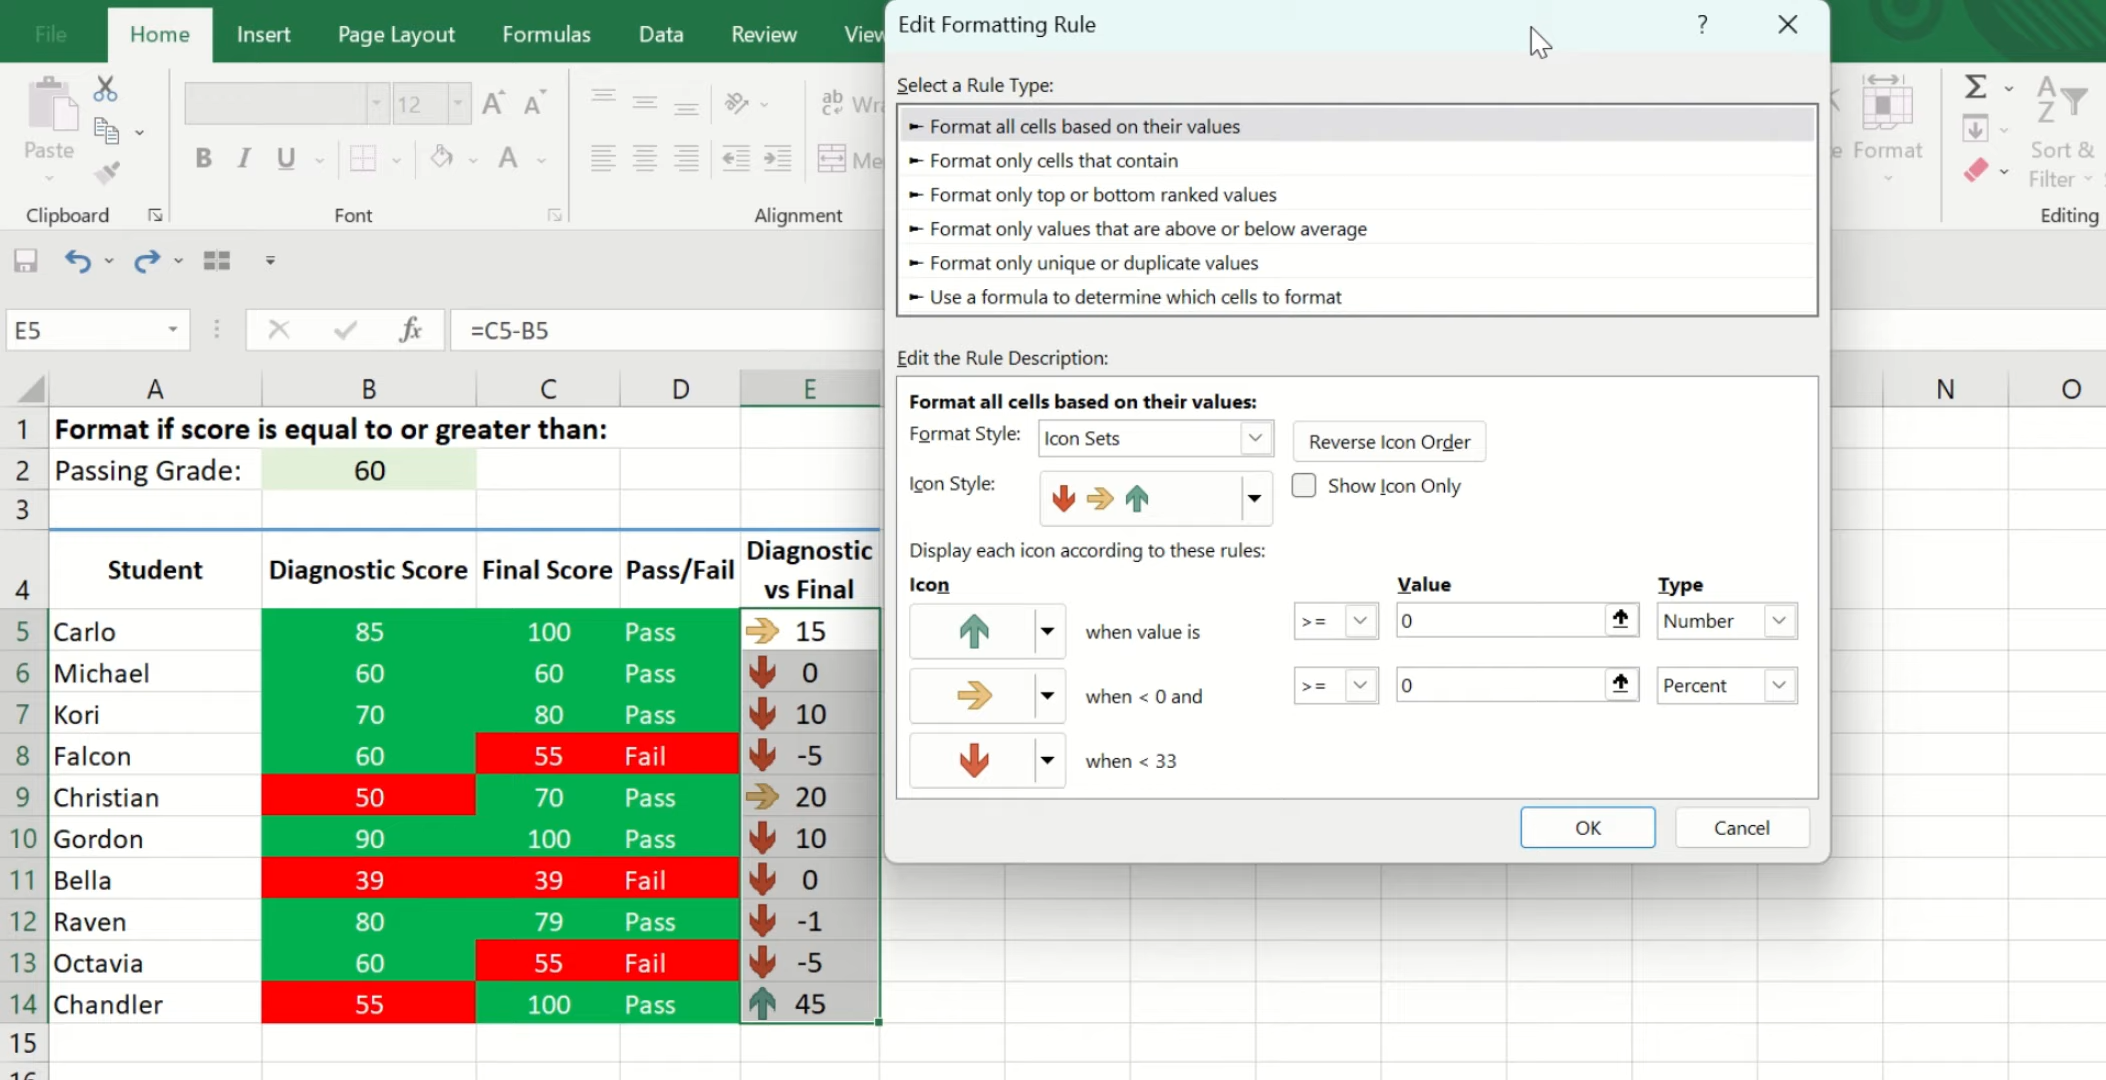 File Home Insert Page Layout Formulas Data Review View
Edit Formatting Rule ?
Select a Rule Type:
Format all cells based on their values
Format only cells that contain
Format only top or bottom ranked values
Format only values that are above or below average
Format only unique or duplicate values
Use a formula to determine which cells to format
Paste
12
B I U
Format
Sort &
Filter
Clipboard Font Alignment Editing
E5 fx =C5-B5
A B C D E N O
1 Format if score is equal to or greater than:
2 Passing Grade: 60
3
4 Student Diagnostic Score Final Score Pass/Fail Diagnostic
vs Final
5 Carlo 85 100 Pass 15
6 Michael 60 60 Pass 0
7 Kori 70 80 Pass 10
8 Falcon 60 55 Fail -5
9 Christian 50 70 Pass 20
10 Gordon 90 100 Pass 10
11 Bella 39 39 Fail 0
12 Raven 80 79 Pass -1
13 Octavia 60 55 Fail -5
14 Chandler 55 100 Pass 45
15
16
Edit the Rule Description:
Format all cells based on their values:
Format Style: Icon Sets Reverse Icon Order
Icon Style: Show Icon Only
Display each icon according to these rules:
Icon Value Type
when value is >= 0 Number
when < 0 and >= 0 Percent
when < 33
OK Cancel